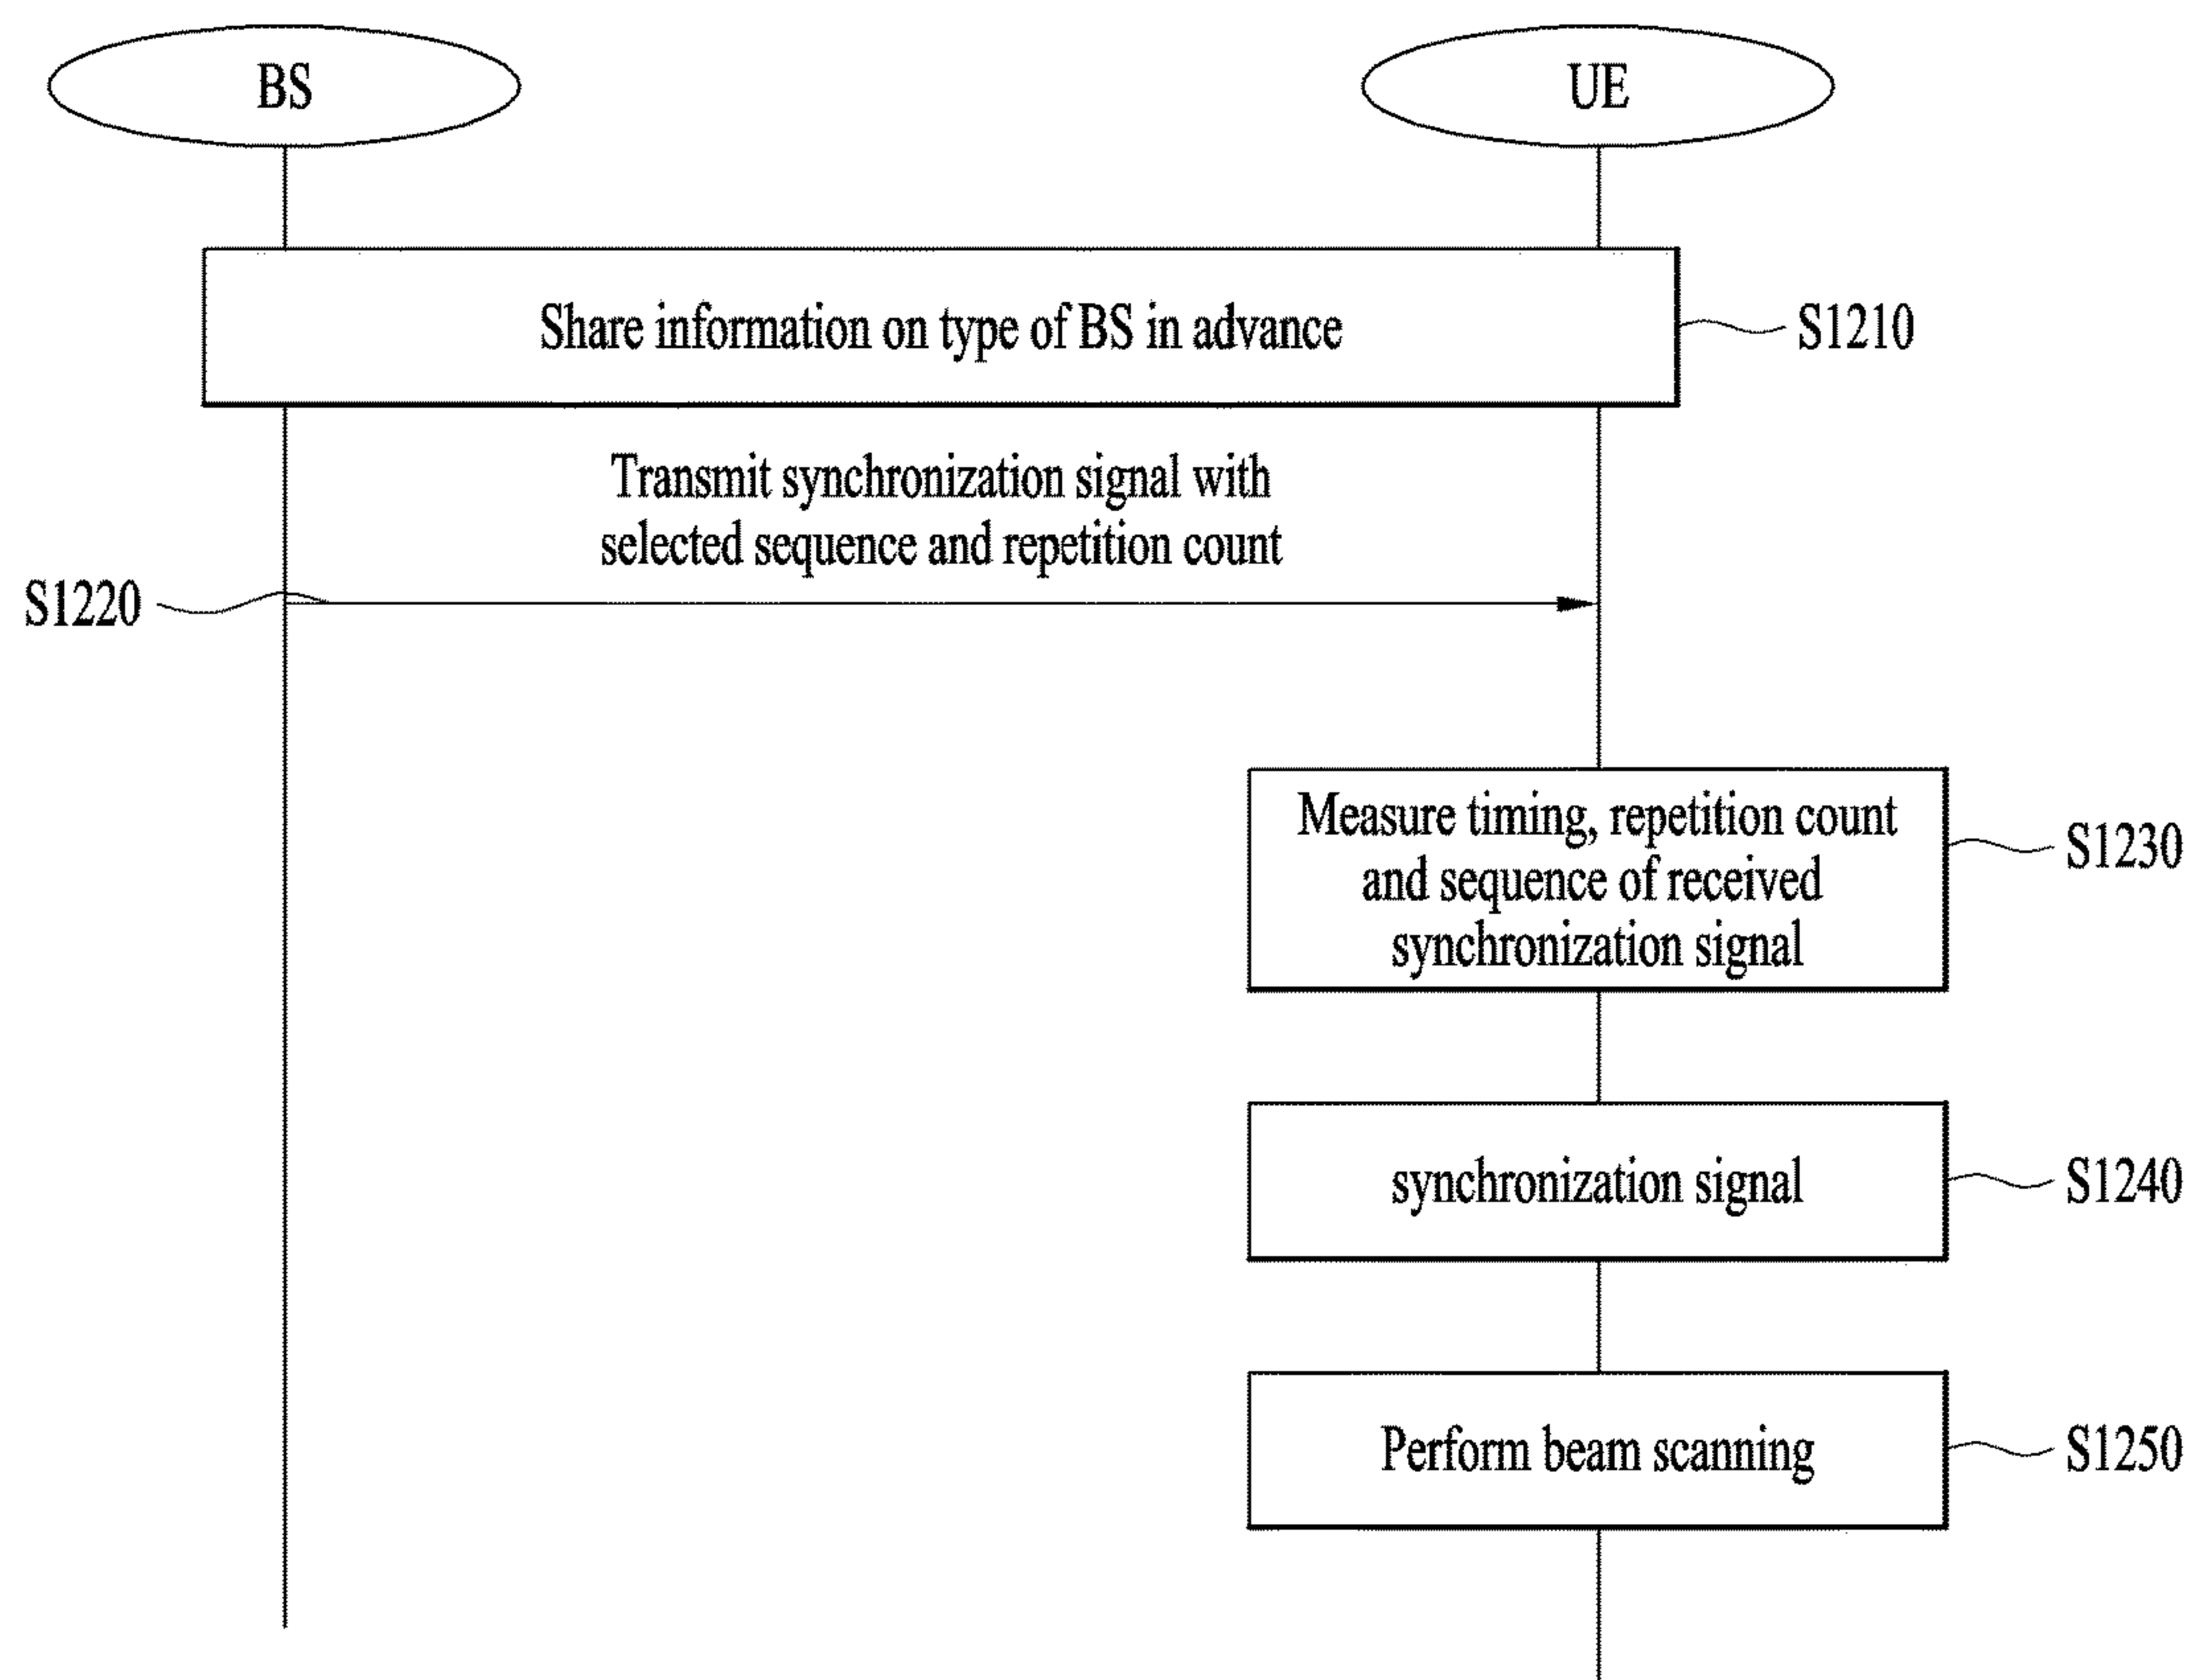 BS
UE
Share information on type of BS in advance
S1210
Transmit synchronization signal with
selected sequence and repetition count
S1220
Measure timing, repetition count
and sequence of received
synchronization signal
S1230
synchronization signal
S1240
Perform beam scanning
S1250